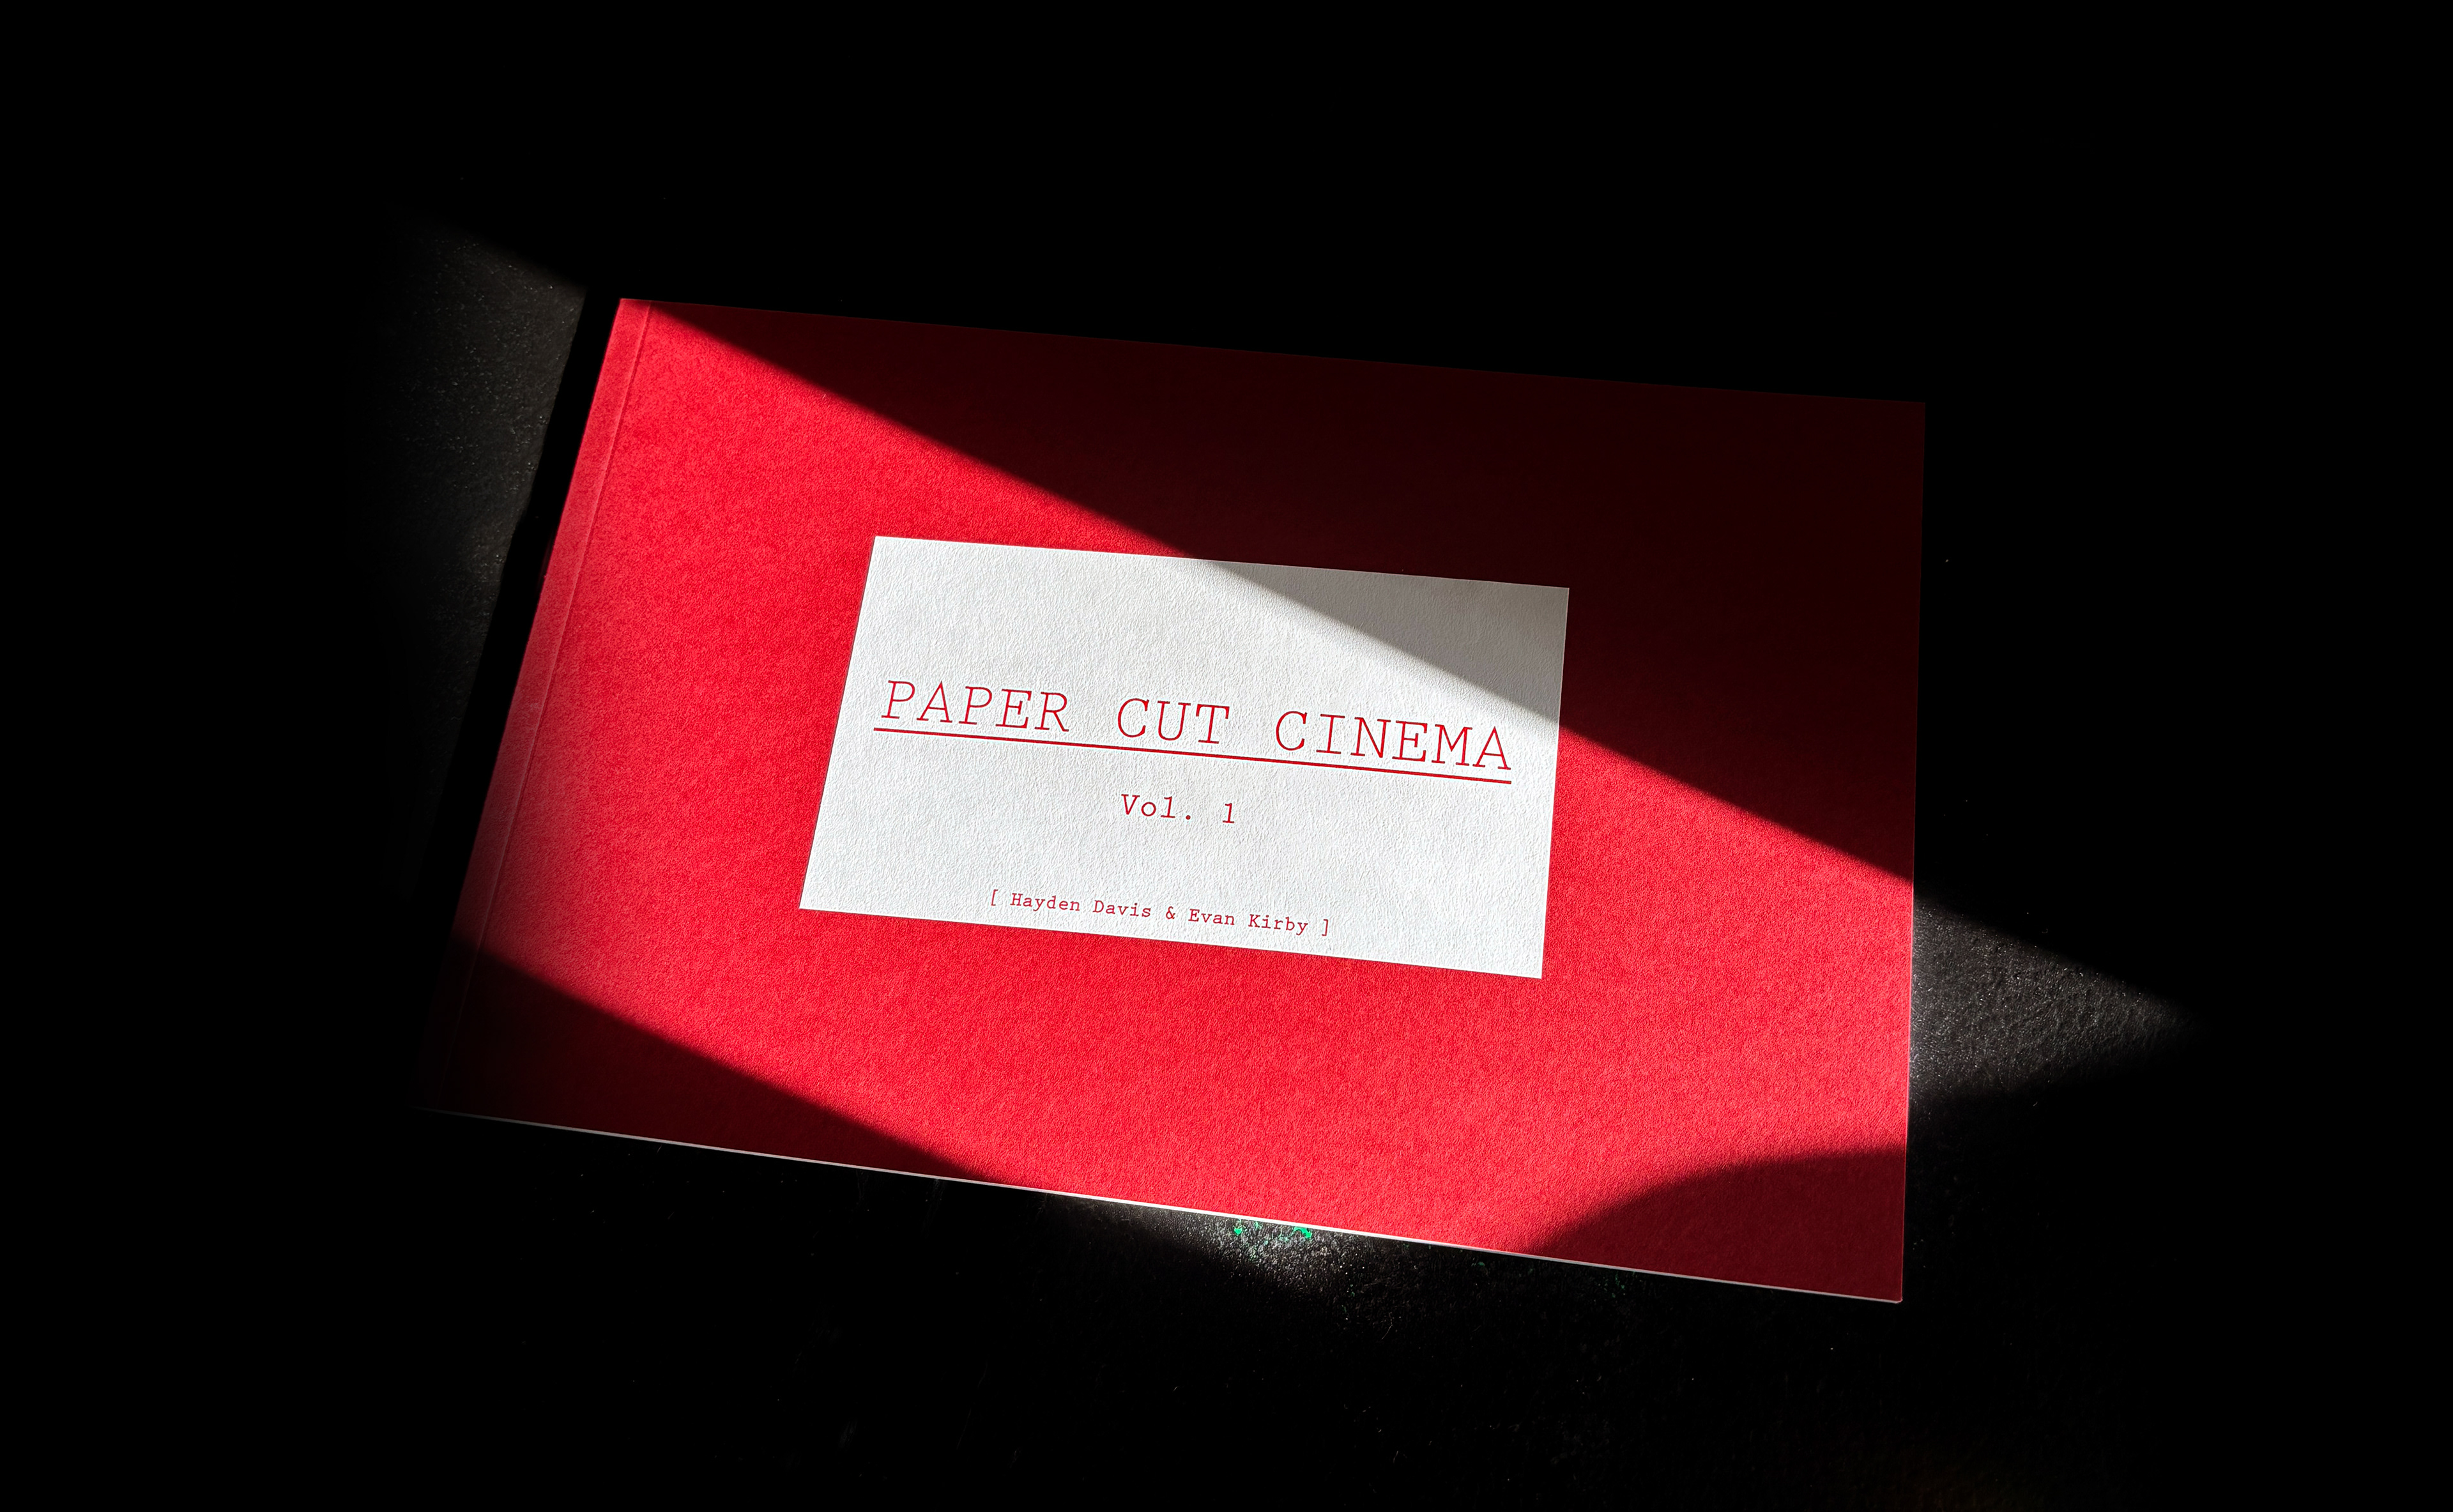 PAPER CUT CINEMA
Vol. 1
[ Hayden Davis & Evan Kirby ]